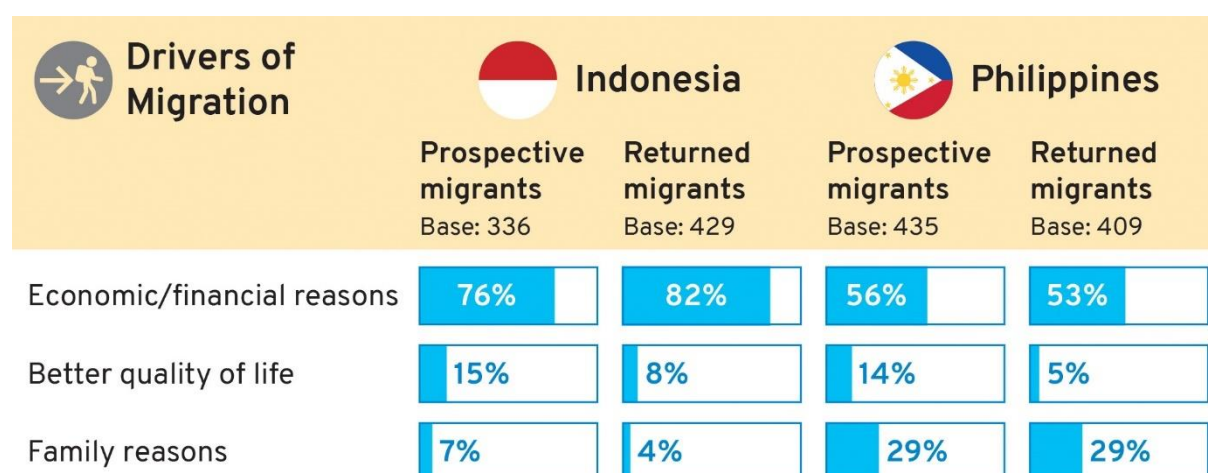 Drivers of
Migration
Indonesia
Philippines
Prospective
migrants
Base: 336
Returned
migrants
Base: 429
Prospective
migrants
Base: 435
Returned
migrants
Base: 409
Economic/financial reasons 76% 82% 56% 53%
Better quality of life 15% 8% 14% 5%
Family reasons 7% 4% 29% 29%